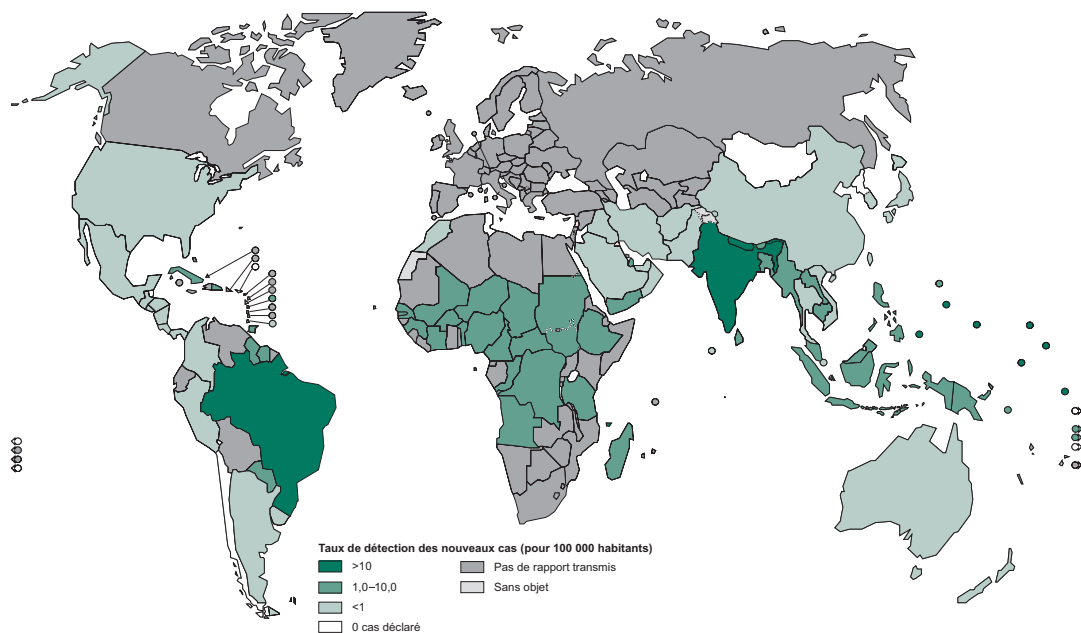 Taux de détection des nouveaux cas (pour 100 000 habitants)
>10
1,0–10,0
<1
0 cas déclaré
Pas de rapport transmis
Sans objet